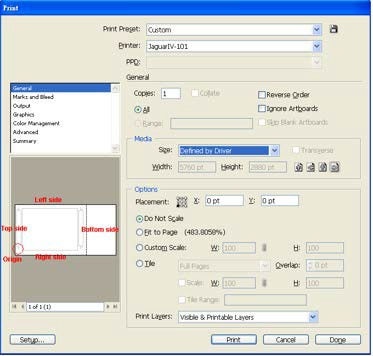 Print
Print Preset: Custom
Printer: JaguarIV-101
PPD:
General
Marks and Bleed
Output
Graphics
Color Management
Advanced
Summary
Left side
Top side
Bottom side
Origin
Right side
1 of 1 (1)
General
Copies: 1 Collate Reverse Order
All Ignore Artboards
Range: Skip Blank Artboards
Media
Size: Defined by Driver Transverse
Width: 5760 pt Height: 2880 pt
Options
Placement: X: 0 pt Y: 0 pt
Do Not Scale
Fit to Page (483.8058%)
Custom Scale: W: 100 H: 100
Tile Full Pages Overlap: 0 pt
Scale: W: 100 H: 100
Tile Range:
Print Layers: Visible & Printable Layers
Setup... Print Cancel Done